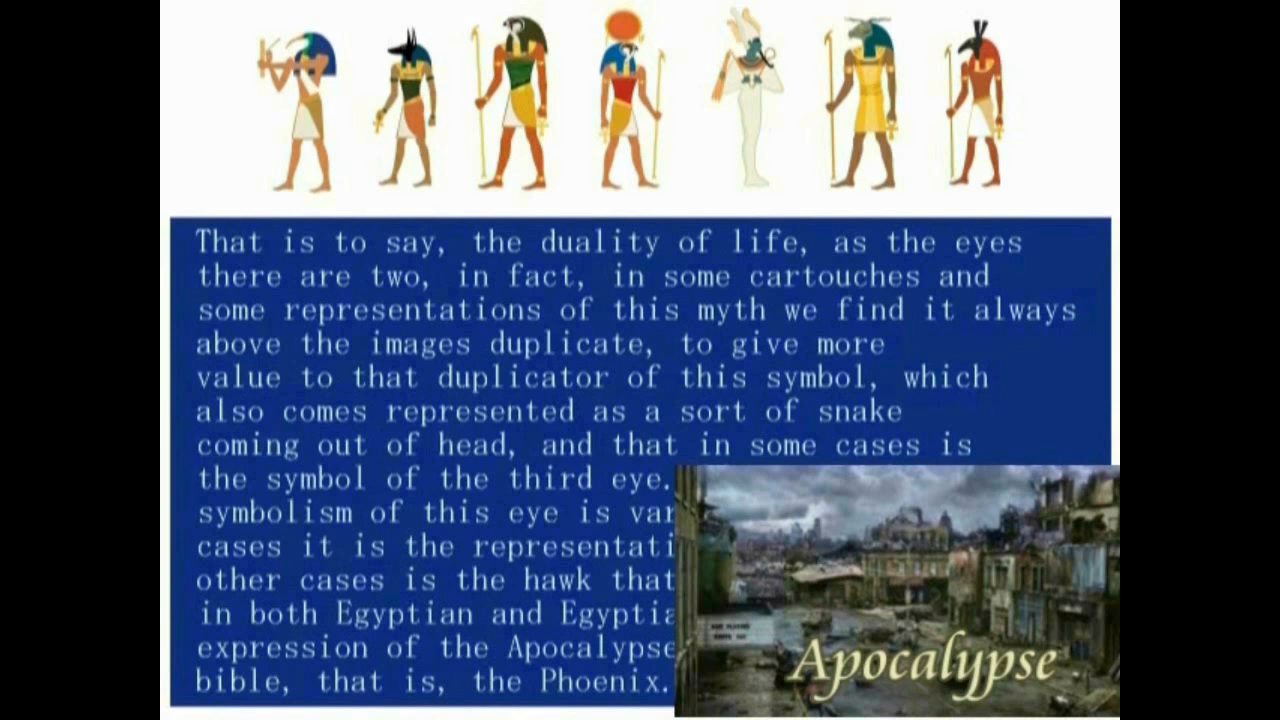 That is to say, the duality of life, as the eyes
there are two, in fact, in some cartouches and
some representations of this myth we find it always
above the images duplicate, to give more
value to that duplicator of this symbol, which
also comes represented as a sort of snake
coming out of head, and that in some cases is
the symbol of the third eye.
symbolism of this eye is
cases it is the
other cases is the hawk that
in both Egyptian and
expression of the Apocalypse
bible, that is, the Phoenix.
Apocalypse